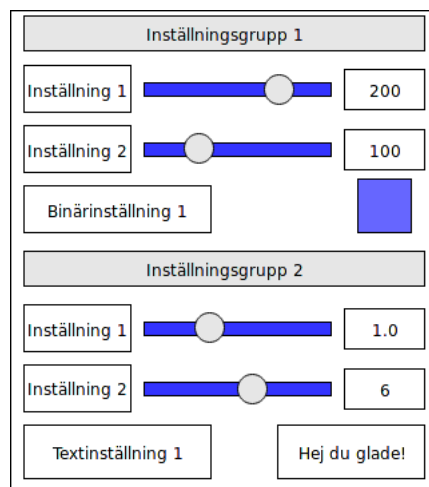 Inställningsgrupp 1
Inställning 1 200
Inställning 2 100
Binärinställning 1
Inställningsgrupp 2
Inställning 1 1.0
Inställning 2 6
Textinställning 1 Hej du glade!